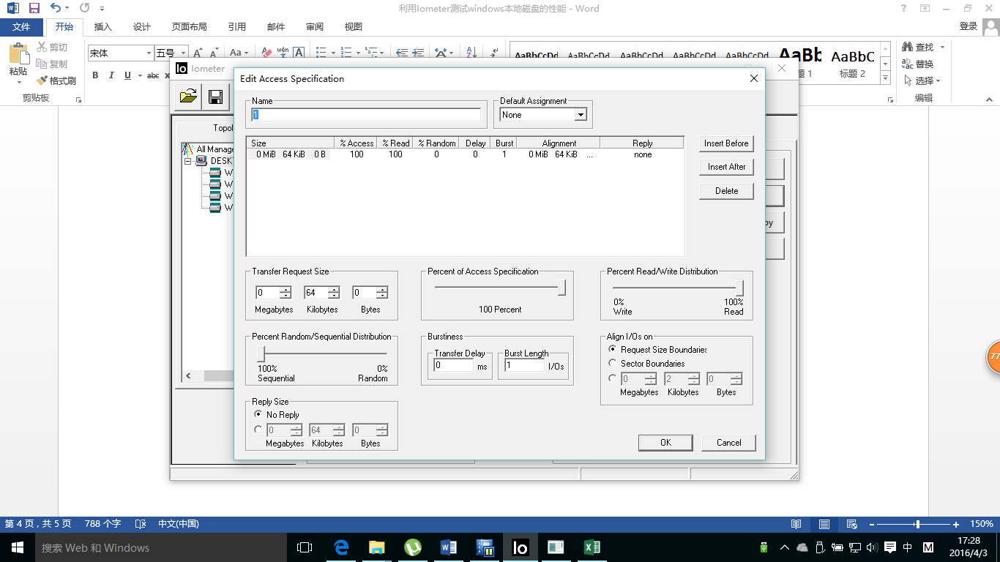 利用Iometer测试windows本地磁盘的性能 - Word
文件 开始 插入 设计 页面布局 引用 邮件 审阅 视图 登录
剪切
复制
格式刷
粘贴
剪贴板
宋体 五号
B I U abc
AaBbCcDd AaBbCcDd AaBbCcDd AaBbCcDd AaBbCcDd AaBb AaBbC
题 1 标题 2
查找
替换
选择
编辑
Iometer
Edit Access Specification
Name
1
Default Assignment
None
Size % Access % Read % Random Delay Burst Alignment Reply
0 MiB 64 KiB 0 B 100 100 0 0 1 0 MiB 64 KiB ... none
Insert Before
Insert After
Delete
Topol
All Manage
DESK
W
W
W
W
py
Transfer Request Size
0 64 0
Megabytes Kilobytes Bytes
Percent of Access Specification
100 Percent
Percent Read/Write Distribution
0% 100%
Write Read
Percent Random/Sequential Distribution
100% 0%
Sequential Random
Burstiness
Transfer Delay
0 ms
Burst Length
1 I/Os
Align I/Os on
Request Size Boundaries
Sector Boundaries
0 2 0
Megabytes Kilobytes Bytes
Reply Size
No Reply
0 64 0
Megabytes Kilobytes Bytes
OK Cancel
77
第 4 页，共 5 页 788 个字 中文(中国) 150%
搜索 Web 和 Windows
中 M
17:28
2016/4/3